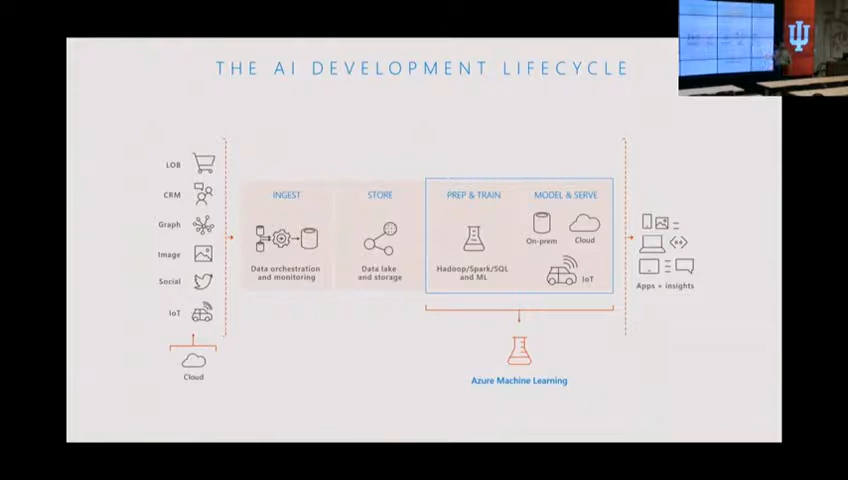 THE AI DEVELOPMENT LIFECYCLE
LOB
CRM
Graph
Image
Social
IoT
Cloud
INGEST
Data orchestration
and monitoring
STORE
Data lake
and storage
PREP & TRAIN
Hadoop/Spark/SQL
and ML
MODEL & SERVE
On-prem
Cloud
IoT
Azure Machine Learning
Apps + insights